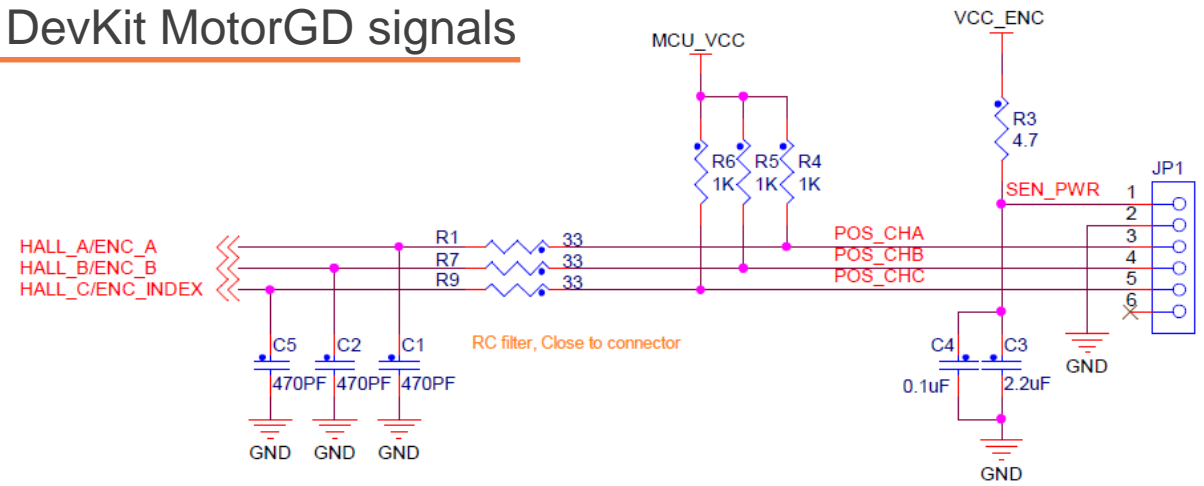 DevKit MotorGD signals
VCC_ENC
MCU_VCC
R3
4.7
JP1
R6 R5 R4
1K 1K 1K
SEN_PWR 1
2
HALL_A/ENC_A R1 33 POS_CHA 3
HALL_B/ENC_B R7 33 POS_CHB 4
HALL_C/ENC_INDEX R9 33 POS_CHC 5
6
RC filter, Close to connector
C5 C2 C1 C4 C3
470PF 470PF 470PF 0.1uF 2.2uF
GND
GND GND GND
GND